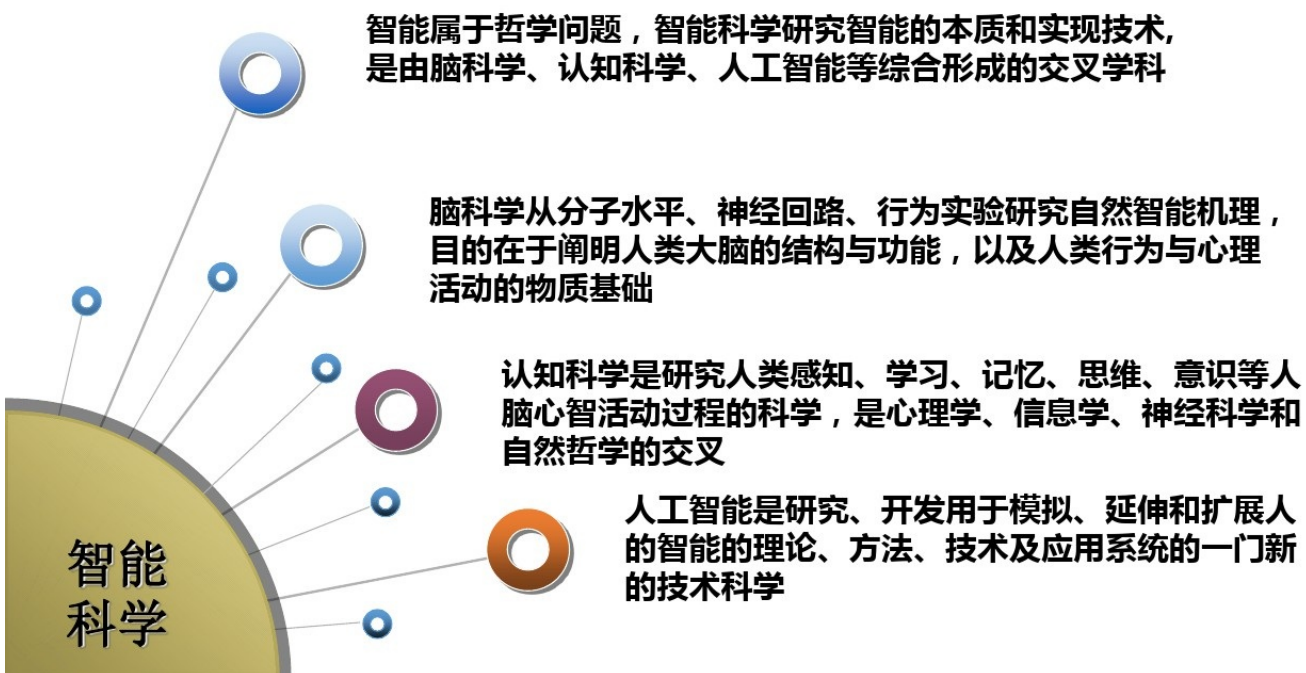 智能属于哲学问题，智能科学研究智能的本质和实现技术,
是由脑科学、认知科学、人工智能等综合形成的交叉学科
脑科学从分子水平、神经回路、行为实验研究自然智能机理，
目的在于阐明人类大脑的结构与功能，以及人类行为与心理
活动的物质基础
认知科学是研究人类感知、学习、记忆、思维、意识等人
脑心智活动过程的科学，是心理学、信息学、神经科学和
自然哲学的交叉
人工智能是研究、开发用于模拟、延伸和扩展人
的智能的理论、方法、技术及应用系统的一门新
的技术科学
智能
科学